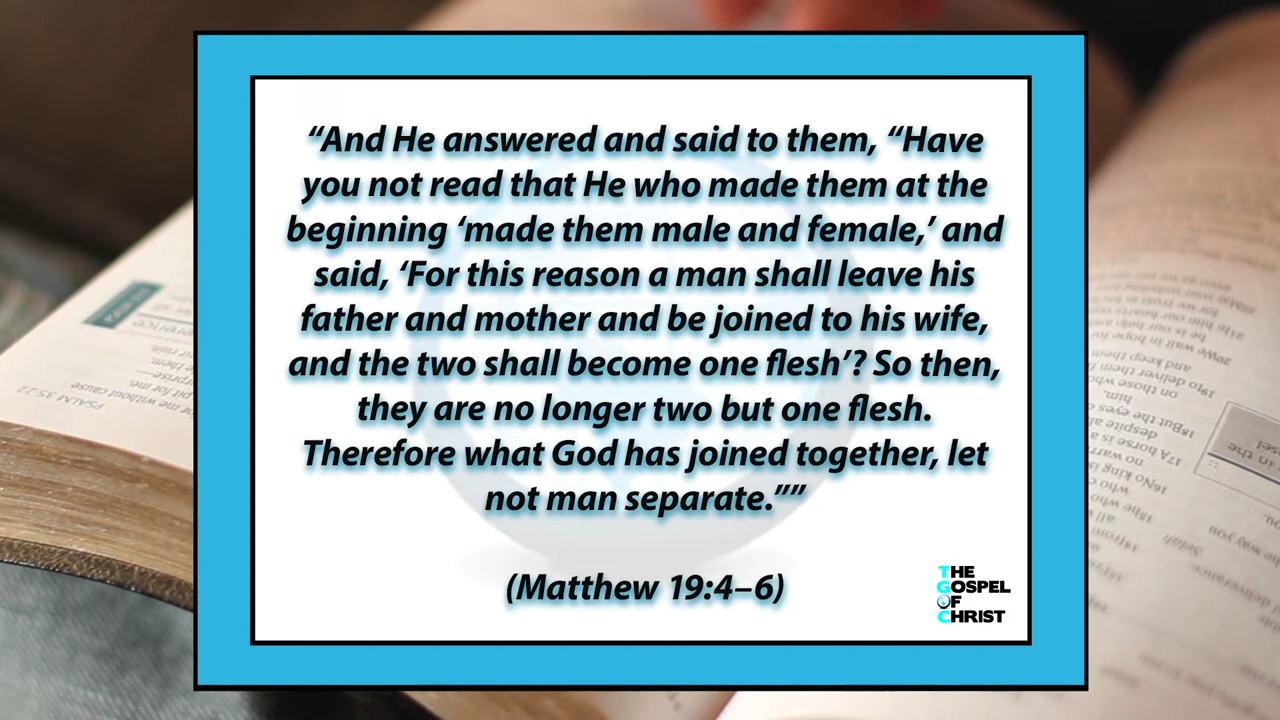 “And He answered and said to them, “Have
you not read that He who made them at the
beginning ‘made them male and female,’ and
said, ‘For this reason a man shall leave his
father and mother and be joined to his wife,
and the two shall become one flesh’? So then,
they are no longer two but one flesh.
Therefore what God has joined together, let
not man separate.””
(Matthew 19:4–6)
THE
GOSPEL
OF
CHRIST
PSALM 35:22